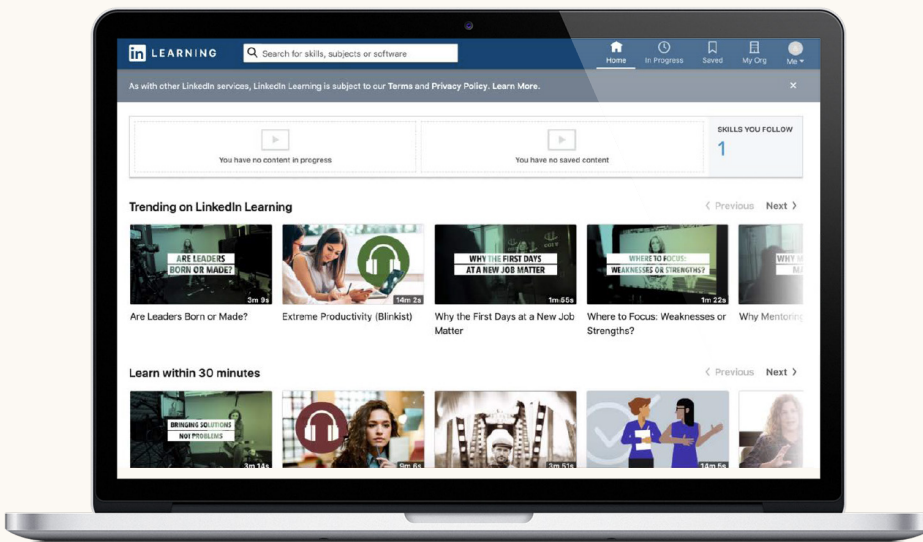 in LEARNING
Search for skills, subjects or software
Home
In Progress
Saved
My Org
Me
As with other LinkedIn services, LinkedIn Learning is subject to our Terms and Privacy Policy. Learn More.
×
You have no content in progress
You have no saved content
SKILLS YOU FOLLOW
1
Trending on LinkedIn Learning
Previous
Next
ARE LEADERS
BORN OR MADE?
3m 9s
14m 2s
WHY THE FIRST DAYS
AT A NEW JOB MATTER
1m 55s
WHERE TO FOCUS:
WEAKNESSES OR STRENGTHS?
1m 22s
WHY
Are Leaders Born or Made?
Extreme Productivity (Blinkist)
Why the First Days at a New Job
Matter
Where to Focus: Weaknesses or
Strengths?
Why Mentoring
Learn within 30 minutes
Previous
Next
BRINGING SOLUTIONS
NOT PROBLEMS
3m 14s
9m 6s
3m 51s
14m 5s